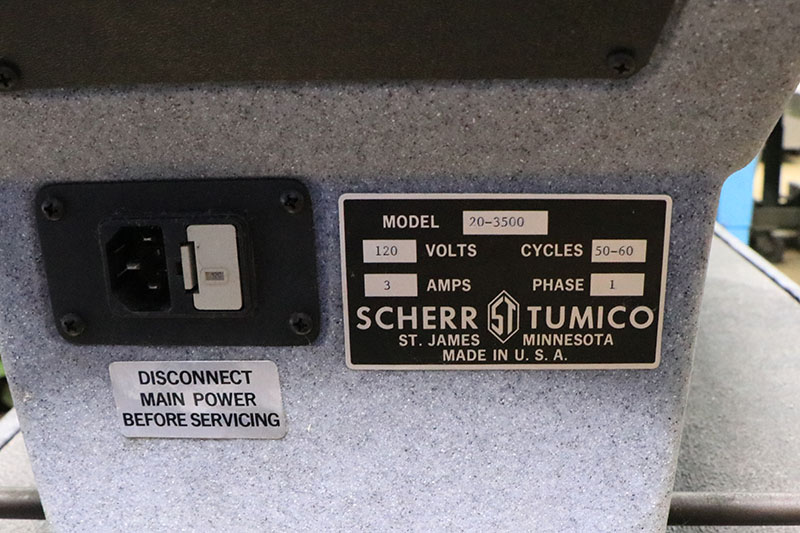 MODEL 20-3500
120 VOLTS CYCLES 50-60
3 AMPS PHASE 1
SCHERR ST TUMICO
ST. JAMES MINNESOTA
MADE IN U. S. A.
DISCONNECT
MAIN POWER
BEFORE SERVICING